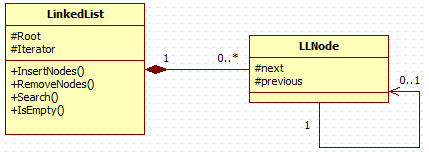 LinkedList
#Root
#Iterator
+InsertNodes()
+RemoveNodes()
+Search()
+IsEmpty()
1
0..*
LLNode
#next
#previous
0..1
1